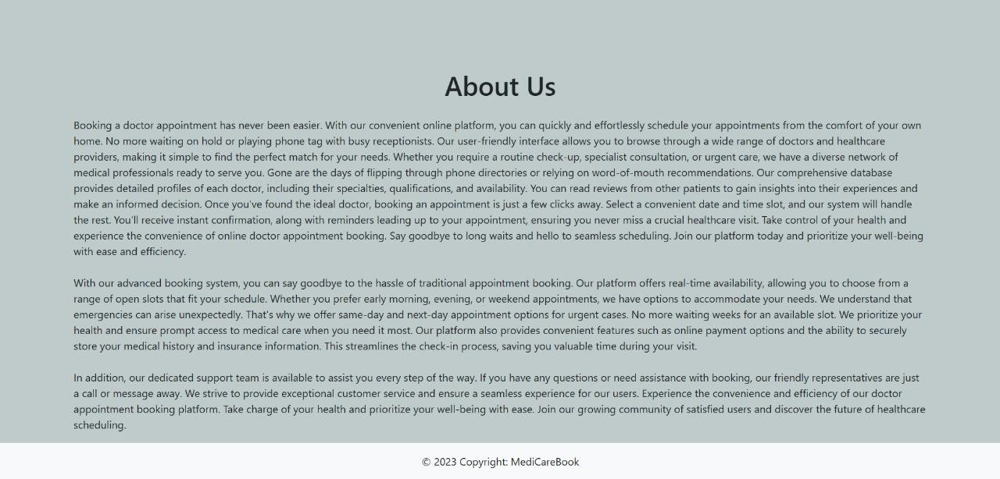 About Us
Booking a doctor appointment has never been easier. With our convenient online platform, you can quickly and effortlessly schedule your appointments from the comfort of your own
home. No more waiting on hold or playing phone tag with busy receptionists. Our user-friendly interface allows you to browse through a wide range of doctors and healthcare
providers, making it simple to find the perfect match for your needs. Whether you require a routine check-up, specialist consultation, or urgent care, we have a diverse network of
medical professionals ready to serve you. Gone are the days of flipping through phone directories or relying on word-of-mouth recommendations. Our comprehensive database
provides detailed profiles of each doctor, including their specialties, qualifications, and availability. You can read reviews from other patients to gain insights into their experiences and
make an informed decision. Once you've found the ideal doctor, booking an appointment is just a few clicks away. Select a convenient date and time slot, and our system will handle
the rest. You'll receive instant confirmation, along with reminders leading up to your appointment, ensuring you never miss a crucial healthcare visit. Take control of your health and
experience the convenience of online doctor appointment booking. Say goodbye to long waits and hello to seamless scheduling. Join our platform today and prioritize your well-being
with ease and efficiency.
With our advanced booking system, you can say goodbye to the hassle of traditional appointment booking. Our platform offers real-time availability, allowing you to choose from a
range of open slots that fit your schedule. Whether you prefer early morning, evening, or weekend appointments, we have options to accommodate your needs. We understand that
emergencies can arise unexpectedly. That's why we offer same-day and next-day appointment options for urgent cases. No more waiting weeks for an available slot. We prioritize your
health and ensure prompt access to medical care when you need it most. Our platform also provides convenient features such as online payment options and the ability to securely
store your medical history and insurance information. This streamlines the check-in process, saving you valuable time during your visit.
In addition, our dedicated support team is available to assist you every step of the way. If you have any questions or need assistance with booking, our friendly representatives are just
a call or message away. We strive to provide exceptional customer service and ensure a seamless experience for our users. Experience the convenience and efficiency of our doctor
appointment booking platform. Take charge of your health and prioritize your well-being with ease. Join our growing community of satisfied users and discover the future of healthcare
scheduling.
© 2023 Copyright: MediCareBook